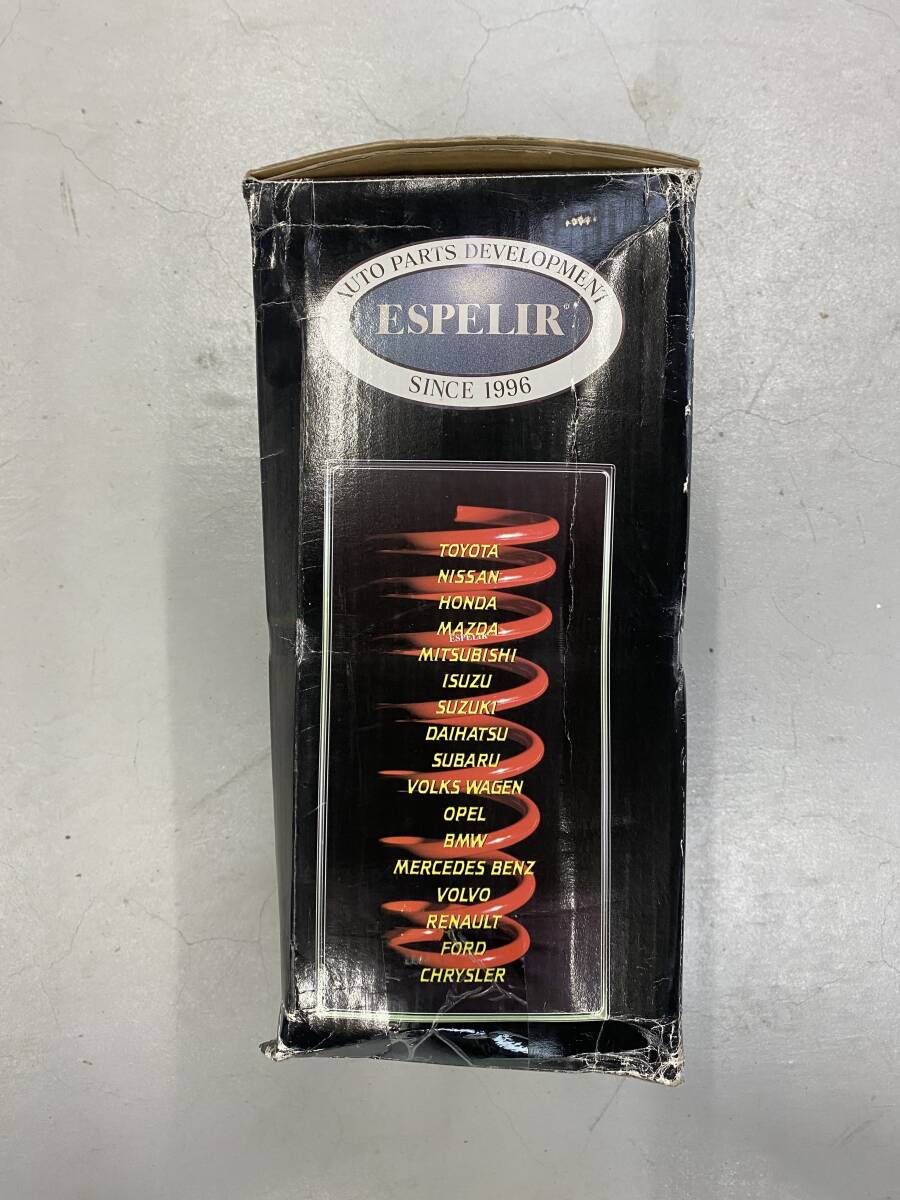 AUTO PARTS DEVELOPMENT
ESPELIR®
SINCE 1996
TOYOTA
NISSAN
HONDA
MAZDA
ESPELIR
MITSUBISHI
ISUZU
SUZUKI
DAIHATSU
SUBARU
VOLKS WAGEN
OPEL
BMW
MERCEDES BENZ
VOLVO
RENAULT
FORD
CHRYSLER